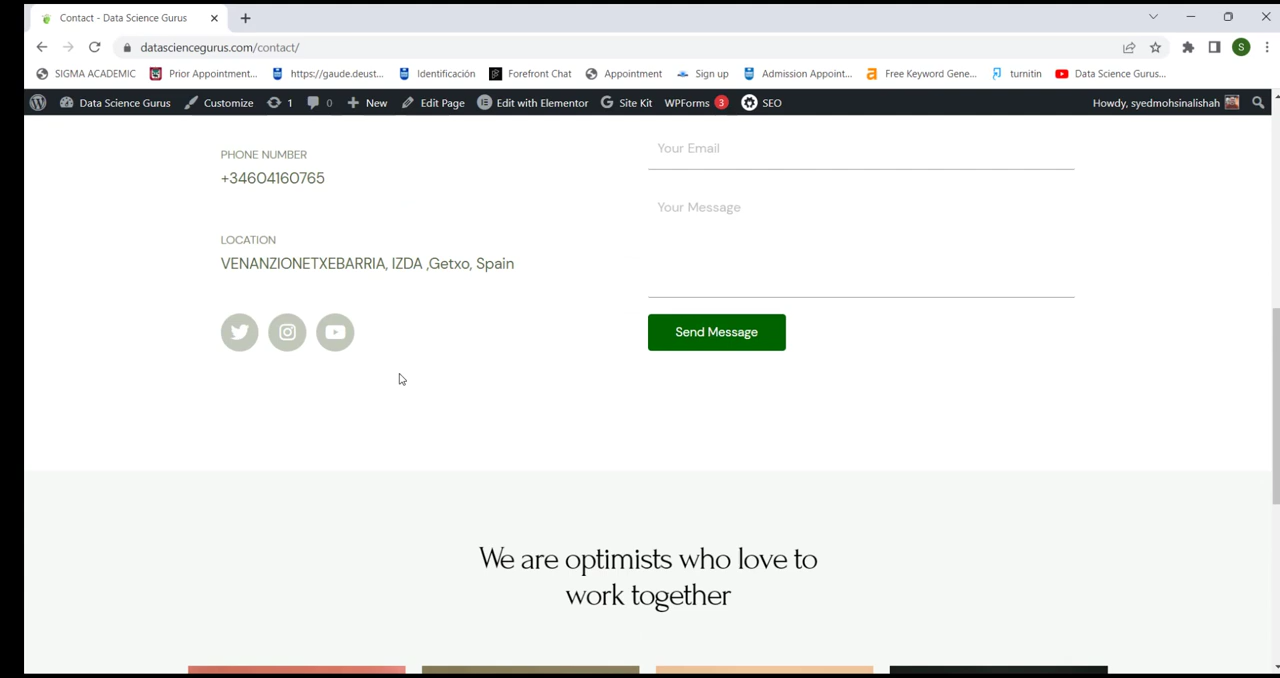 Contact - Data Science Gurus
datasciencegurus.com/contact/
S
SIGMA ACADEMIC Prior Appointment... https://gaude.deust... Identificación Forefront Chat Appointment Sign up Admission Appoint... Free Keyword Gene... turnitin Data Science Gurus...
Data Science Gurus Customize 1 0 New Edit Page Edit with Elementor Site Kit WPForms 3 SEO Howdy, syedmohsinalishah
Your Email
PHONE NUMBER
+34604160765
Your Message
LOCATION
VENANZIONETXEBARRIA, IZDA ,Getxo, Spain
Send Message
We are optimists who love to
work together